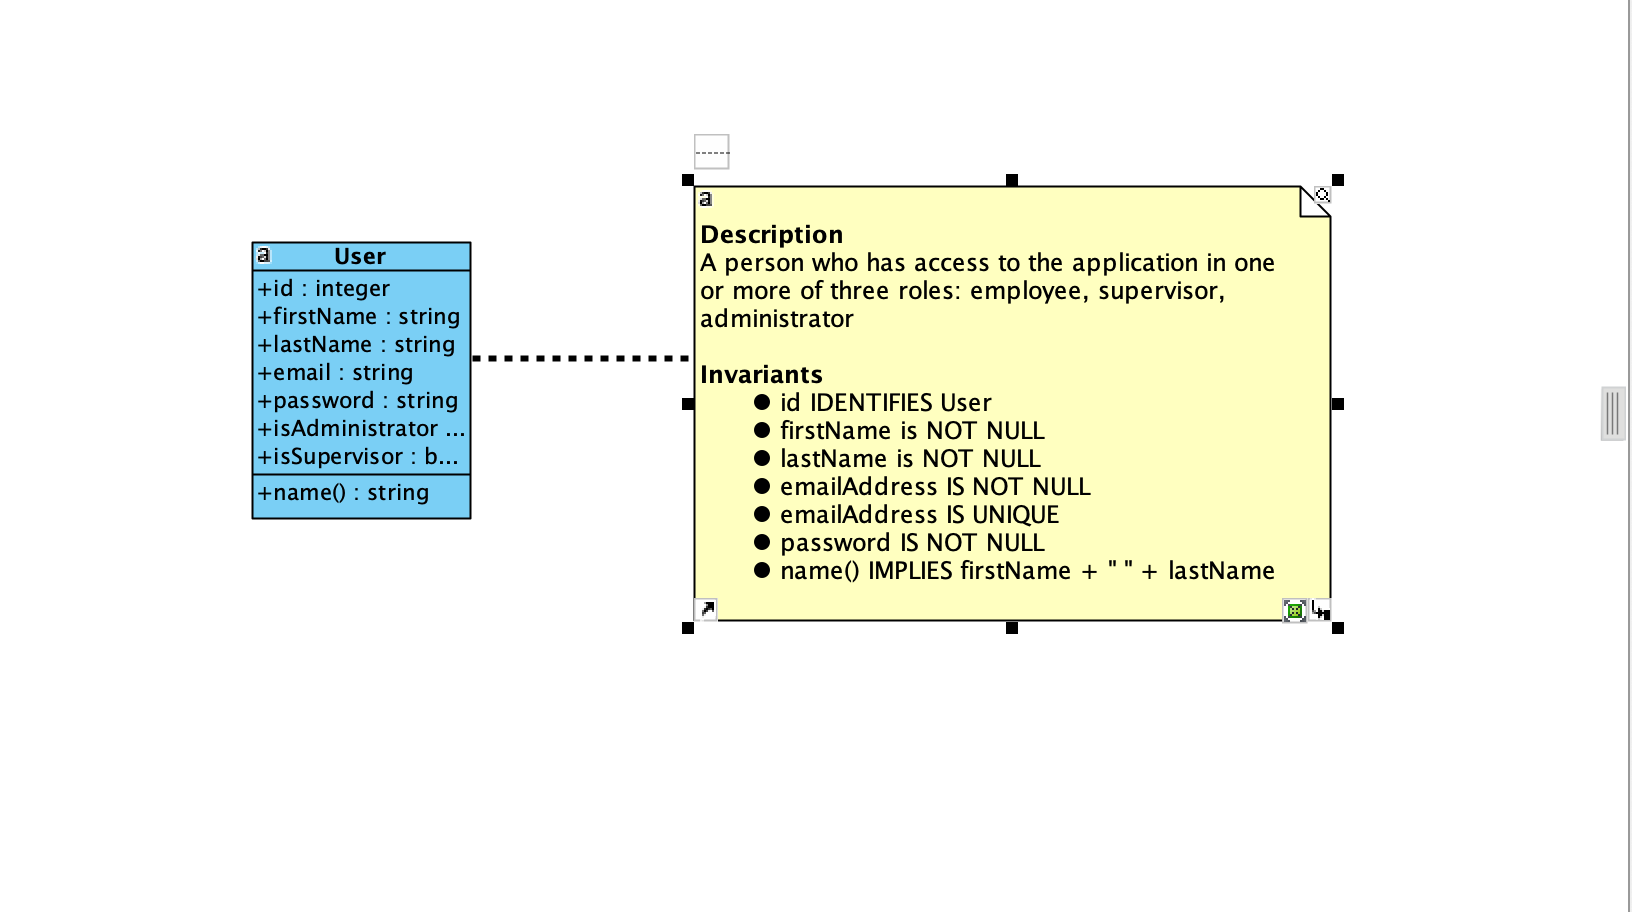 a
User
+id : integer
+firstName : string
+lastName : string
+email : string
+password : string
+isAdministrator ...
+isSupervisor : b...
+name() : string
a
Description
A person who has access to the application in one
or more of three roles: employee, supervisor,
administrator
Invariants
● id IDENTIFIES User
● firstName is NOT NULL
● lastName is NOT NULL
● emailAddress IS NOT NULL
● emailAddress IS UNIQUE
● password IS NOT NULL
● name() IMPLIES firstName + " " + lastName